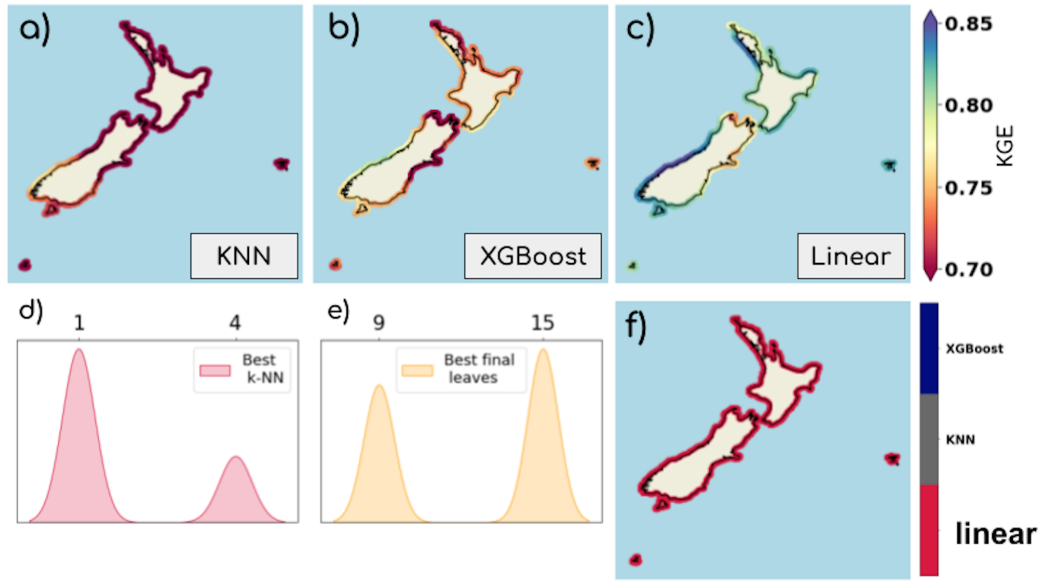 a)
KNN
b)
XGBoost
c)
Linear
0.85
0.80
0.75
0.70
KGE
d)
1
4
Best
k-NN
e)
9
15
Best final
leaves
f)
XGBoost
KNN
linear